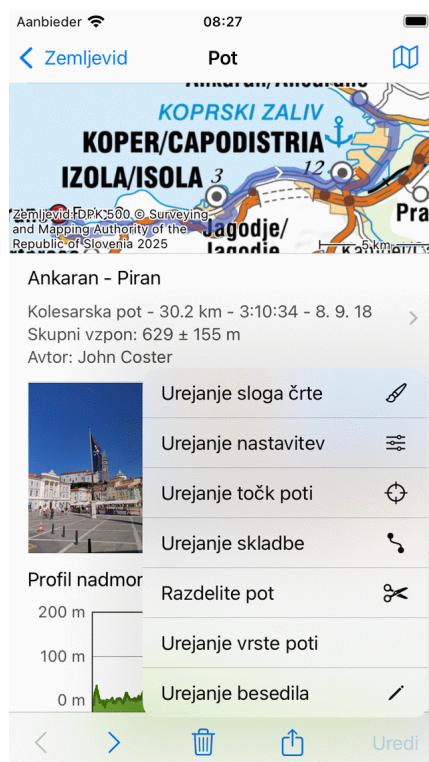 Aanbieder 08:27
Zemljevid Pot
KOPRSKI ZALIV
KOPER/CAPODISTRIA
IZOLA/ISOLA 3 12
Zemljevid: DPK 500 © Surveying
and Mapping Authority of the
Republic of Slovenia 2025
Jagodje/
Jagodle
Pra
5 km
Ankaran - Piran
Kolesarska pot - 30.2 km - 3:10:34 - 8. 9. 18
Skupni vzpon: 629 ± 155 m
Avtor: John Coster
Urejanje sloga črte
Urejanje nastavitev
Urejanje točk poti
Urejanje skladbe
Profil nadmor
Razdelite pot
200 m
Urejanje vrste poti
100 m
Urejanje besedila
0 m
Uredi